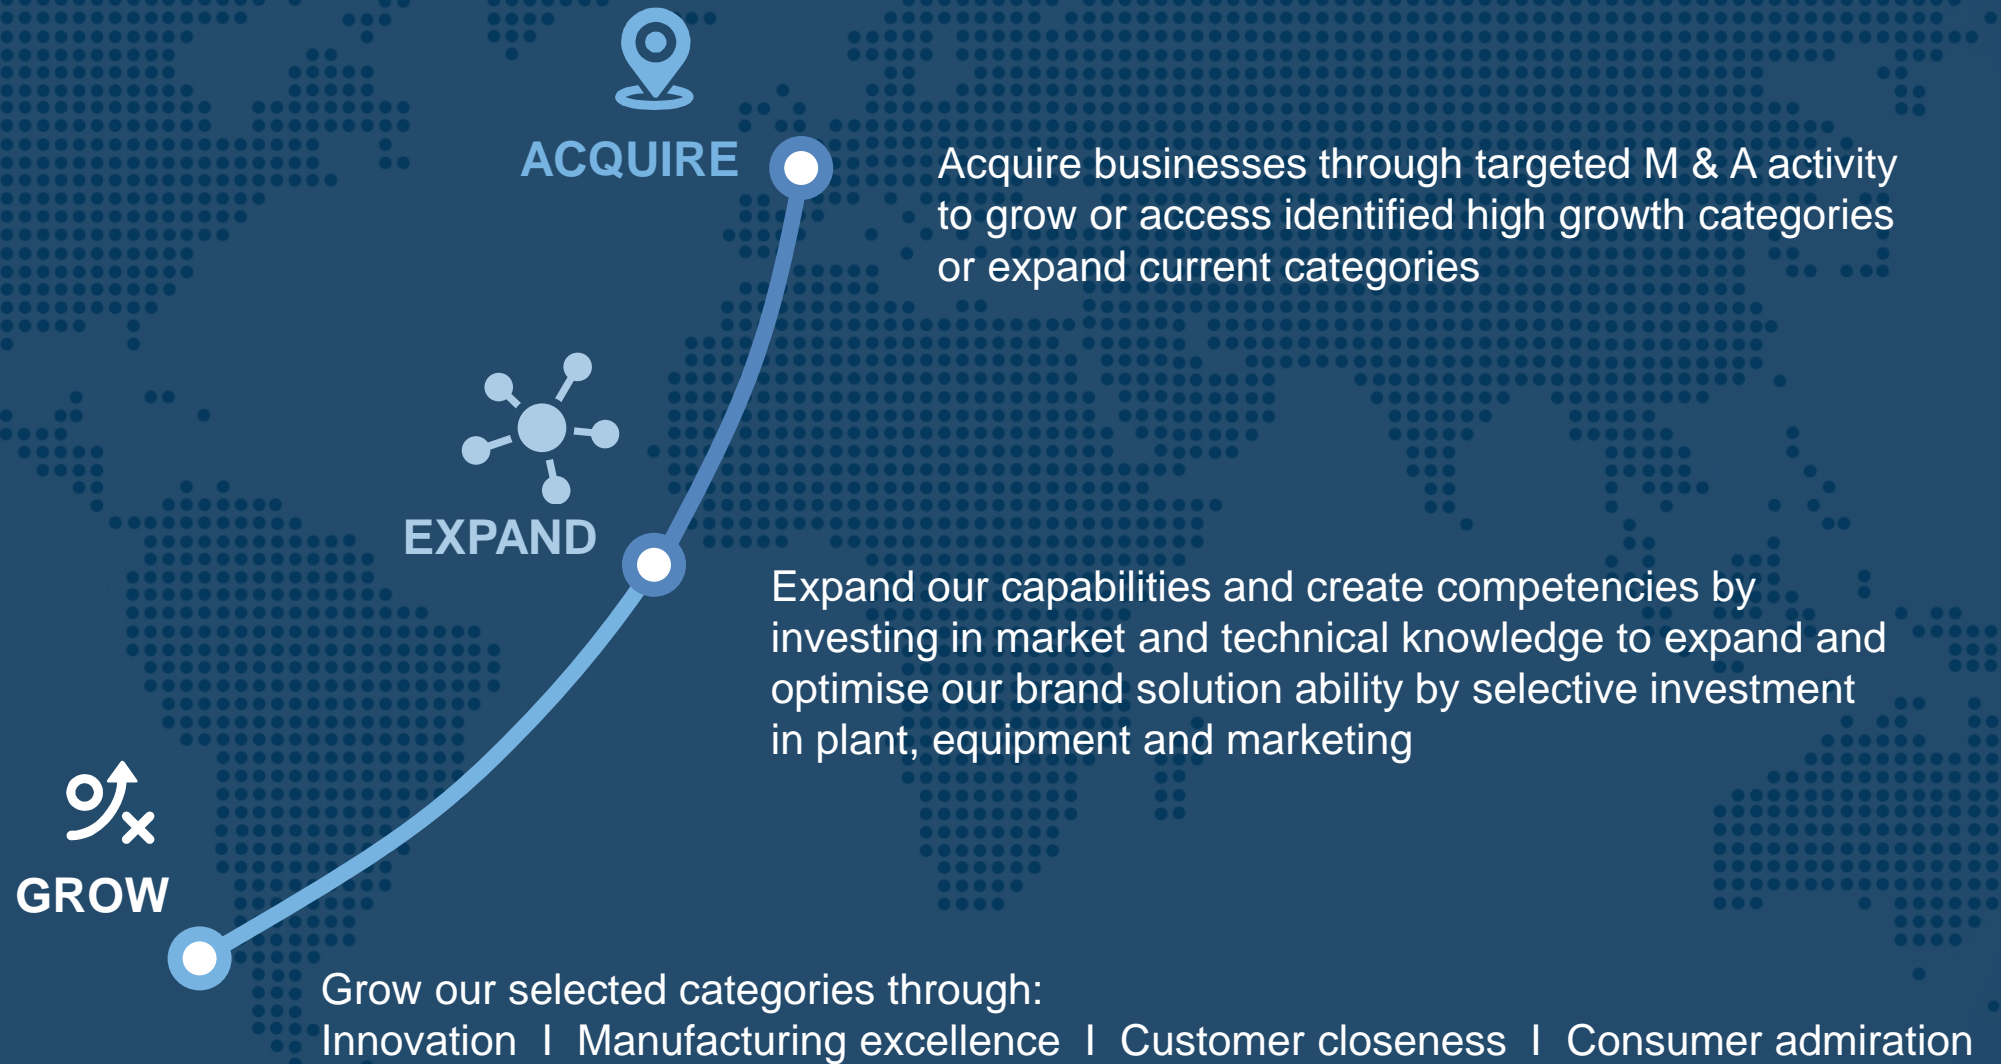 ACQUIRE
Acquire businesses through targeted M & A activity
to grow or access identified high growth categories
or expand current categories
EXPAND
Expand our capabilities and create competencies by
investing in market and technical knowledge to expand and
optimise our brand solution ability by selective investment
in plant, equipment and marketing
GROW
Grow our selected categories through:
Innovation I Manufacturing excellence I Customer closeness I Consumer admiration